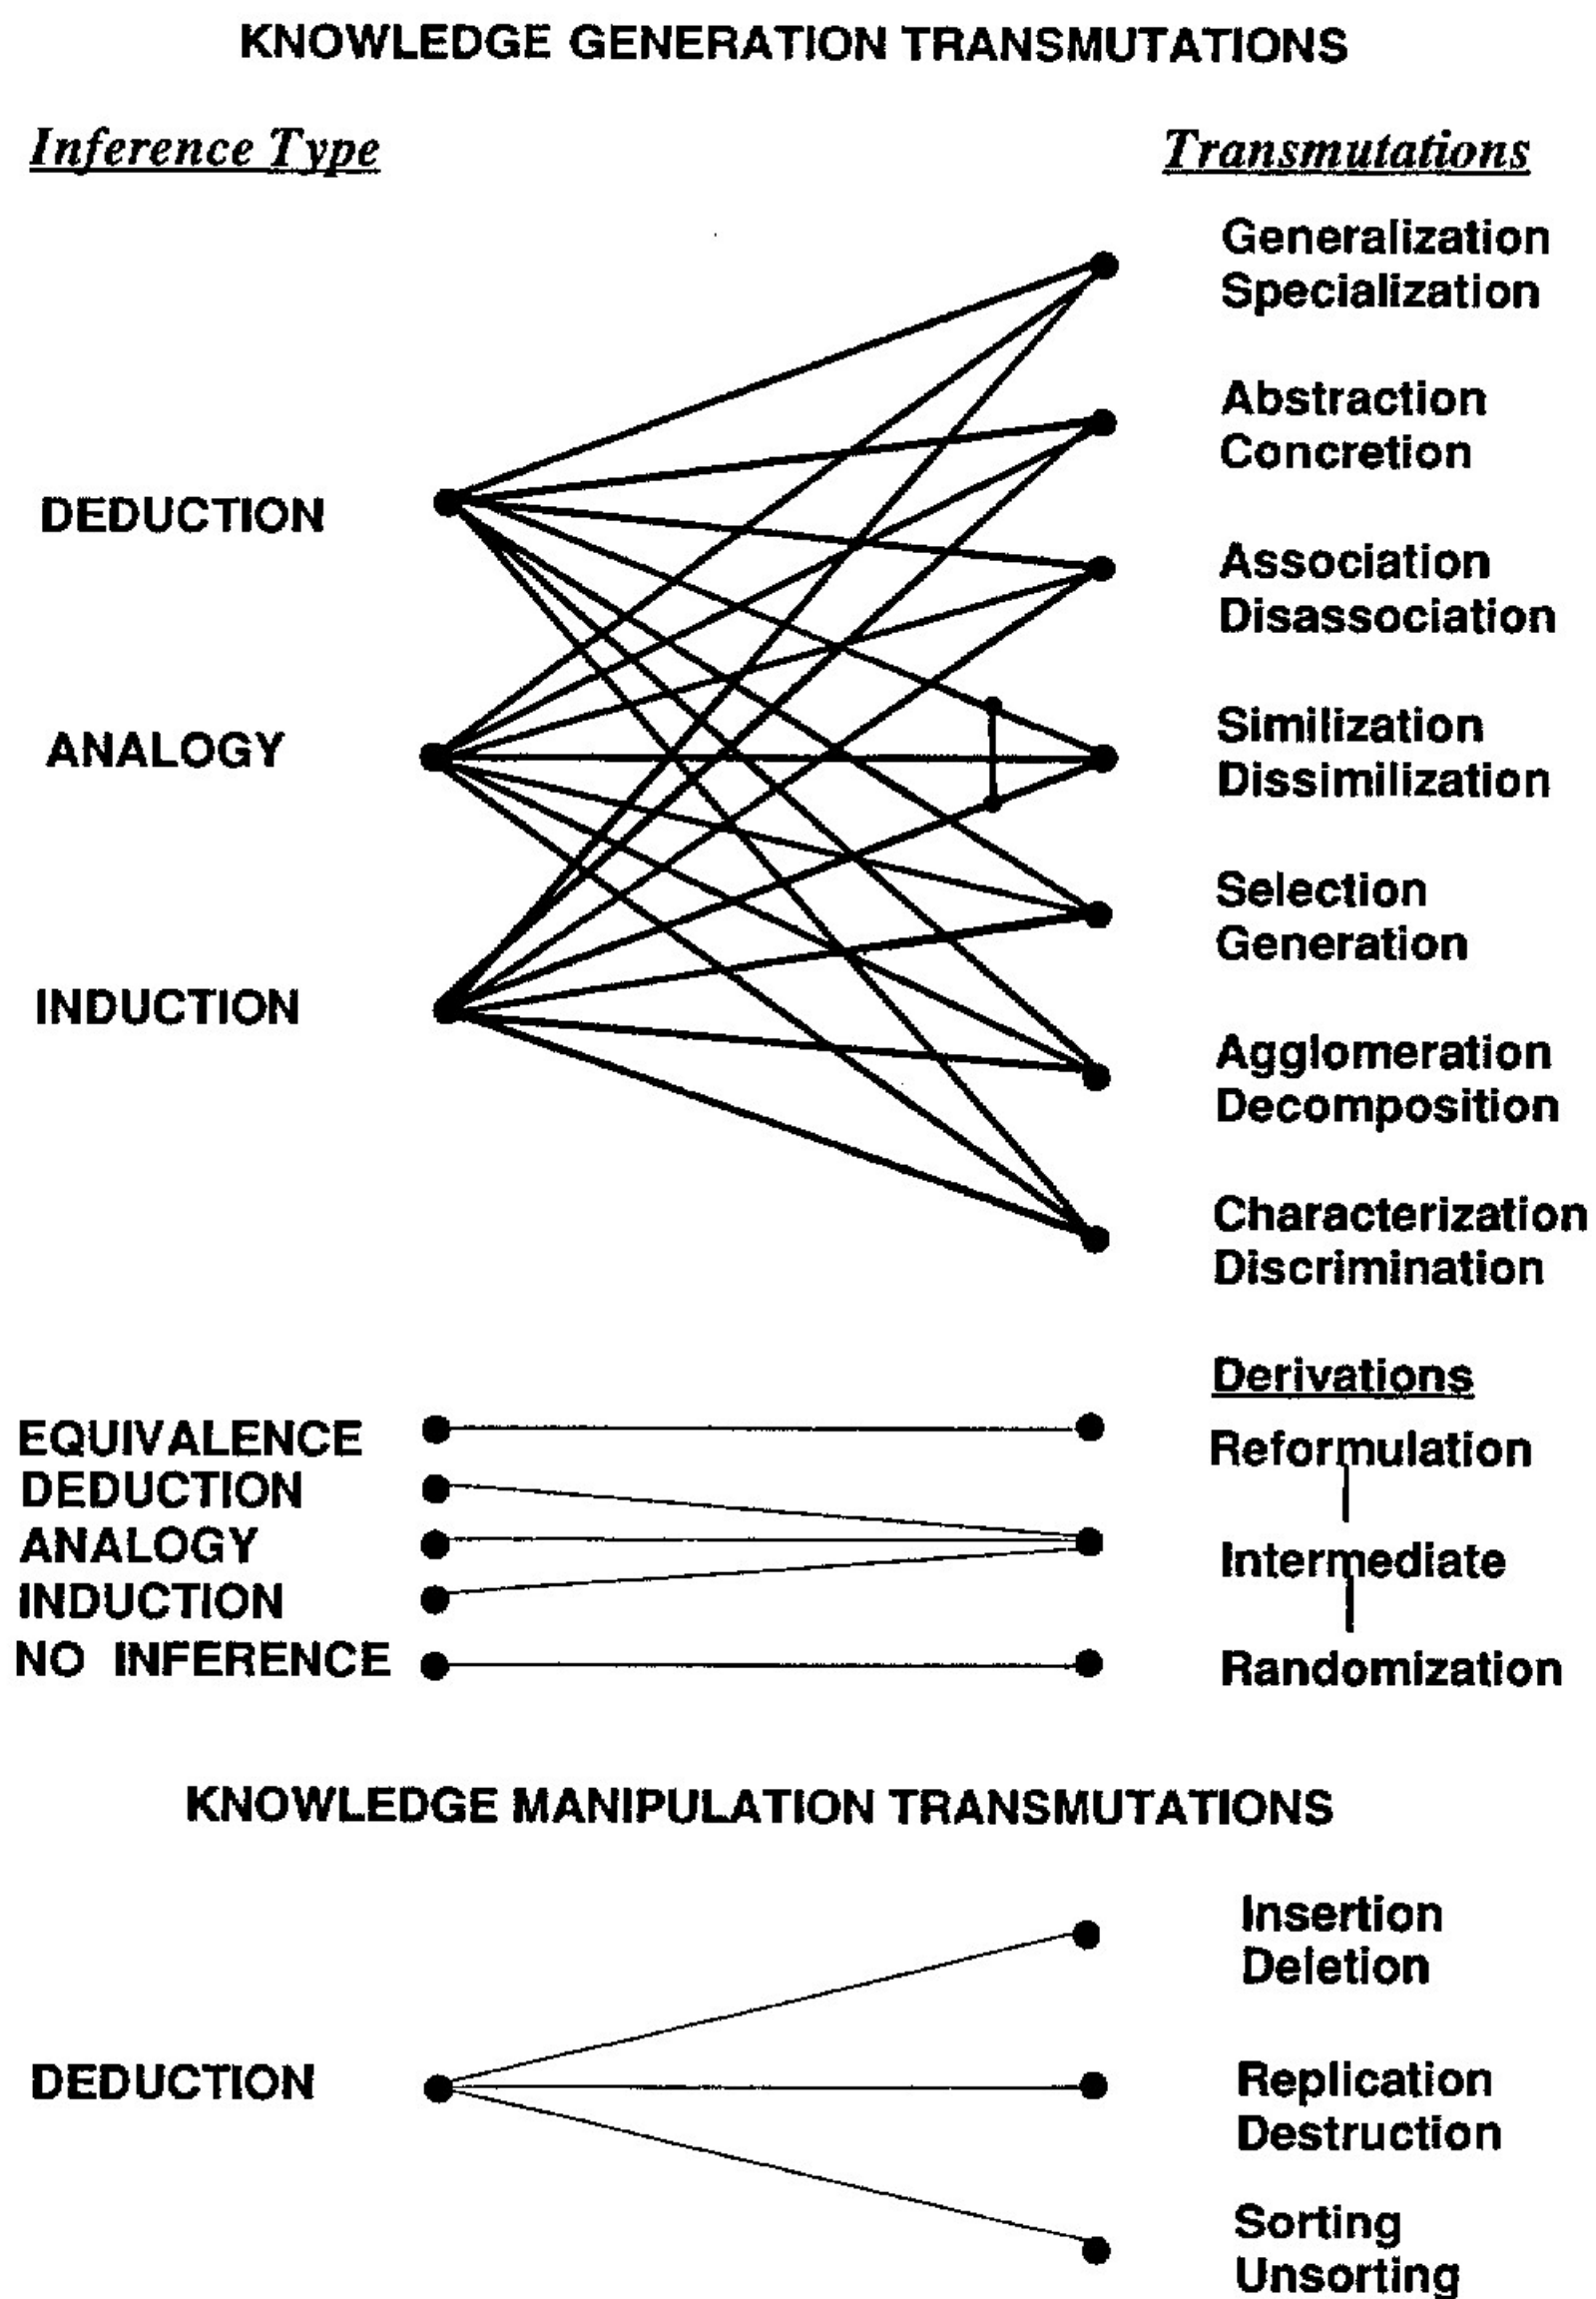 KNOWLEDGE GENERATION TRANSMUTATIONS
Inference Type
Transmutations
Generalization
Specialization
Abstraction
Concretion
DEDUCTION
Association
Disassociation
ANALOGY
Similization
Dissimilization
Selection
Generation
INDUCTION
Agglomeration
Decomposition
Characterization
Discrimination
Derivations
EQUIVALENCE
Reformulation
DEDUCTION
ANALOGY
Intermediate
INDUCTION
NO INFERENCE
Randomization
KNOWLEDGE MANIPULATION TRANSMUTATIONS
Insertion
Deletion
DEDUCTION
Replication
Destruction
Sorting
Unsorting